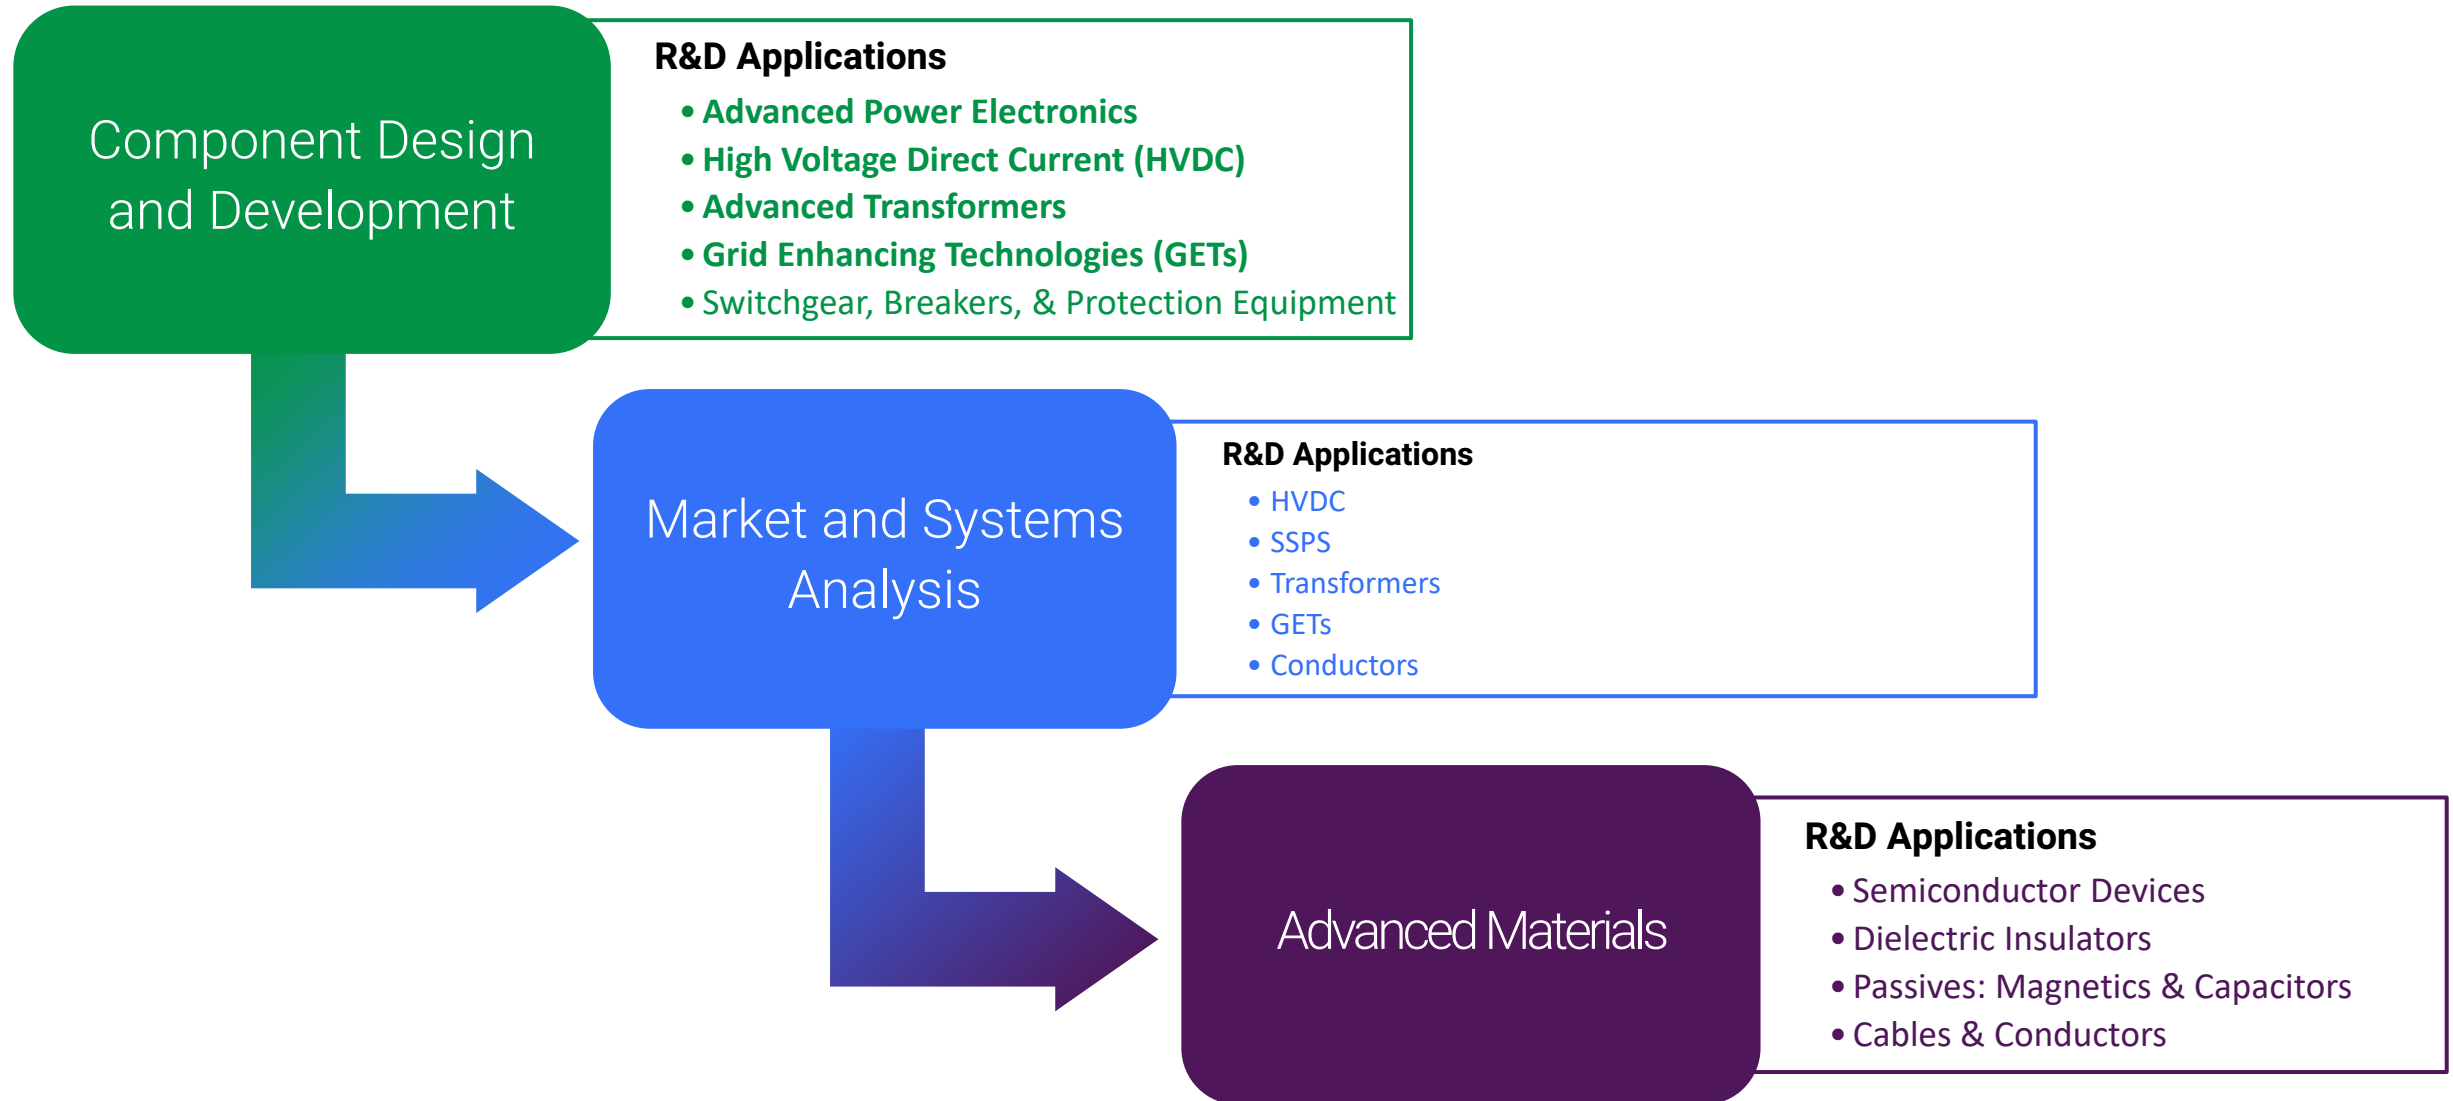 Component Design
and Development
R&D Applications
• Advanced Power Electronics
• High Voltage Direct Current (HVDC)
• Advanced Transformers
• Grid Enhancing Technologies (GETs)
• Switchgear, Breakers, & Protection Equipment
Market and Systems
Analysis
R&D Applications
• HVDC
• SSPS
• Transformers
• GETs
• Conductors
Advanced Materials
R&D Applications
• Semiconductor Devices
• Dielectric Insulators
• Passives: Magnetics & Capacitors
• Cables & Conductors